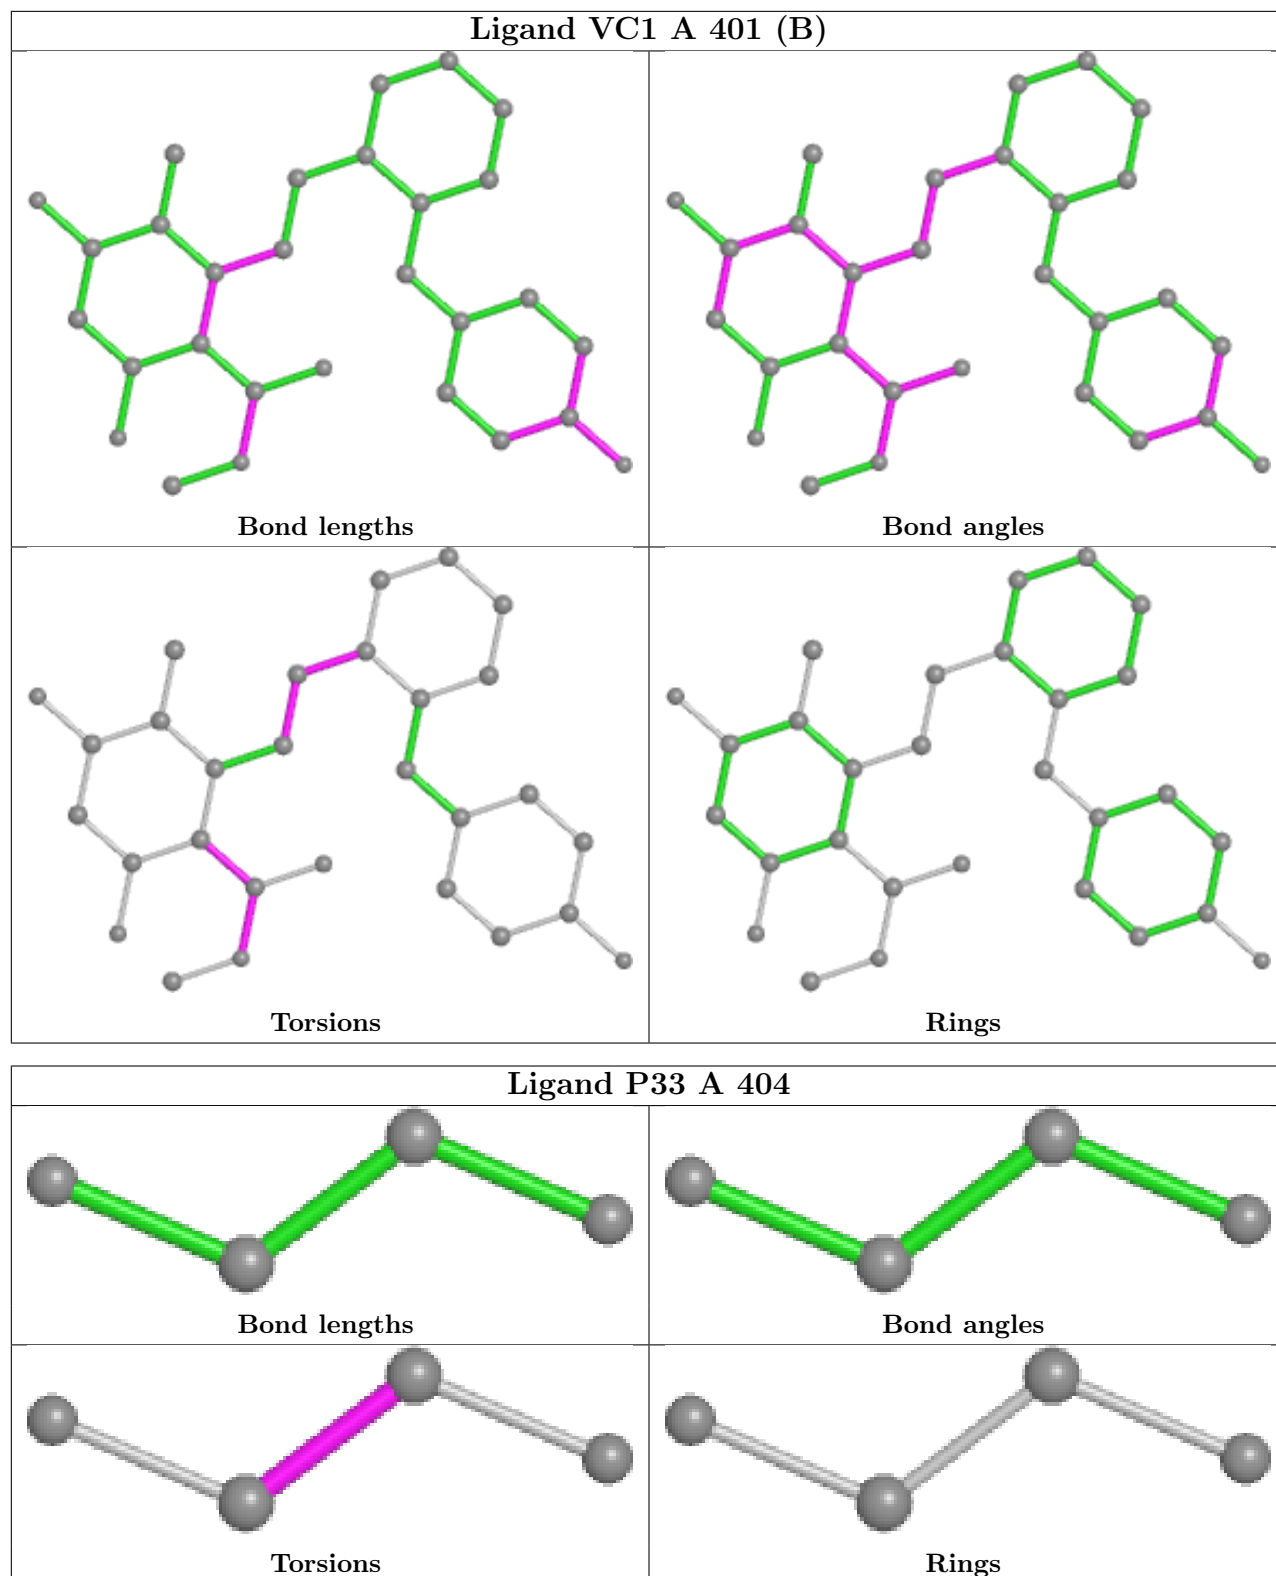 Ligand VC1 A 401 (B)
Bond lengths
Bond angles
Torsions
Rings
Ligand P33 A 404
Bond lengths
Bond angles
Torsions
Rings